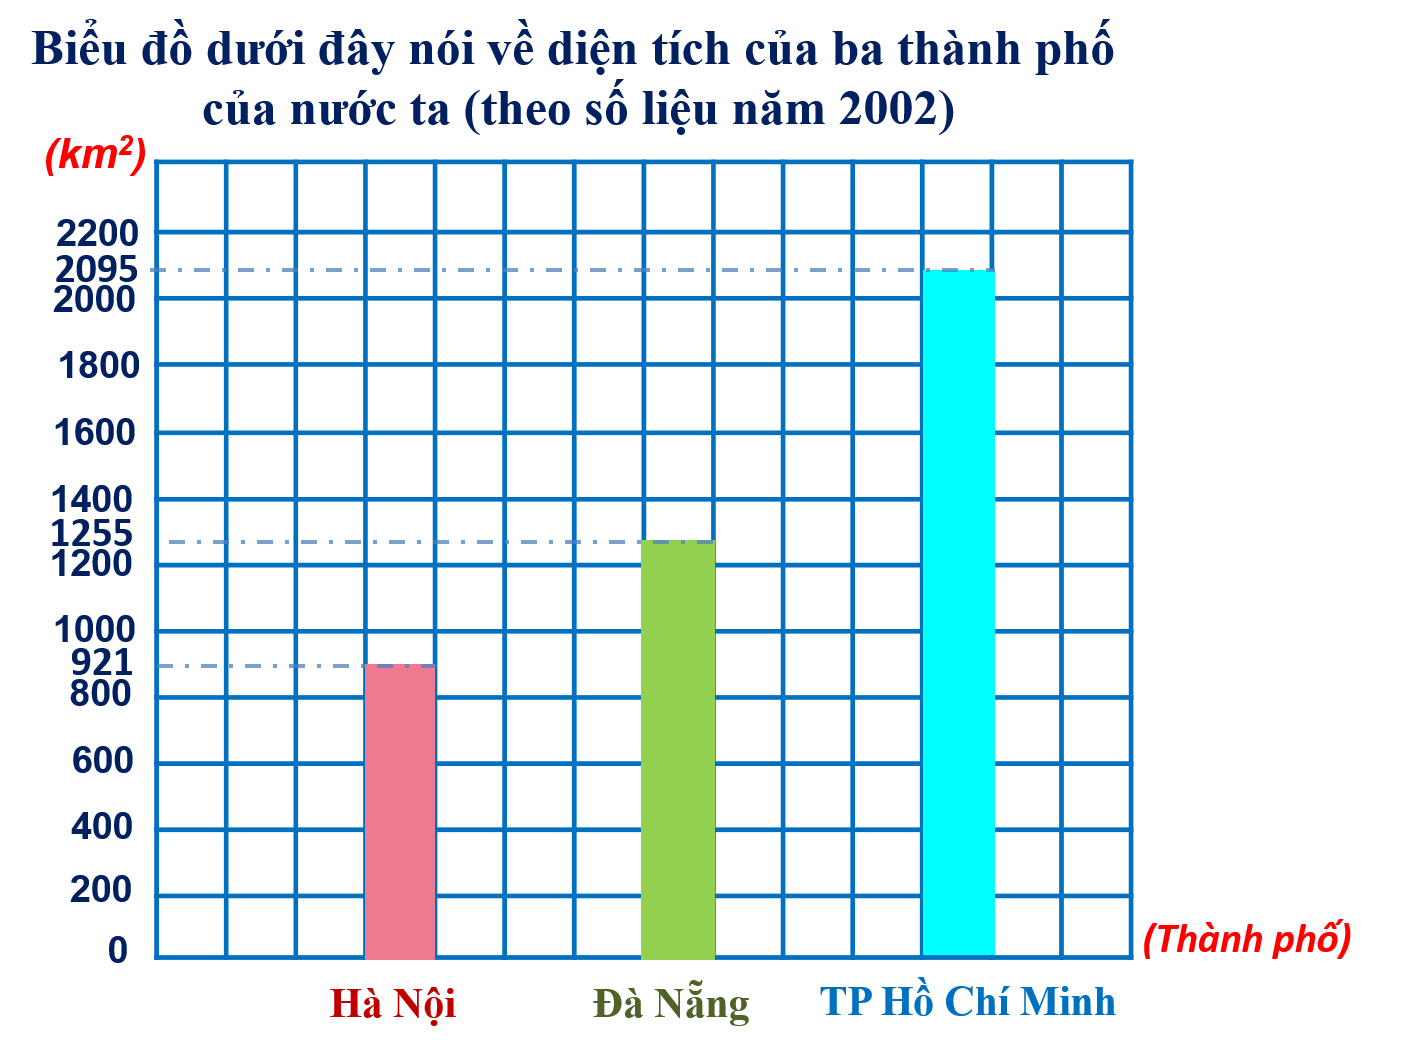 Biểu đồ dưới đây nói về diện tích của ba thành phố
của nước ta (theo số liệu năm 2002)
(km²)
2200
2095
2000
1800
1600
1400
1255
1200
1000
921
800
600
400
200
0
(Thành phố)
Hà Nội
Đà Nẵng
TP Hồ Chí Minh